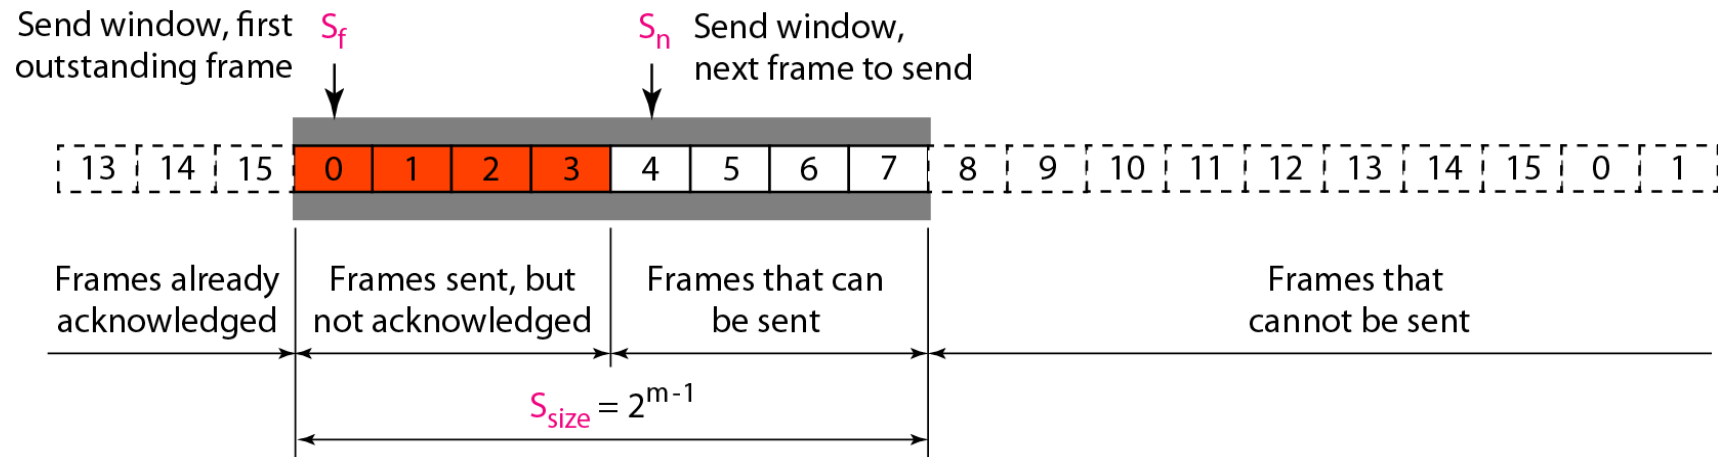 Send window, first
outstanding frame
Sf
Sn
Send window,
next frame to send
13 14 15 0 1 2 3 4 5 6 7 8 9 10 11 12 13 14 15 0 1
Frames already
acknowledged
Frames sent, but
not acknowledged
Frames that can
be sent
Frames that
cannot be sent
Ssize = 2^m-1